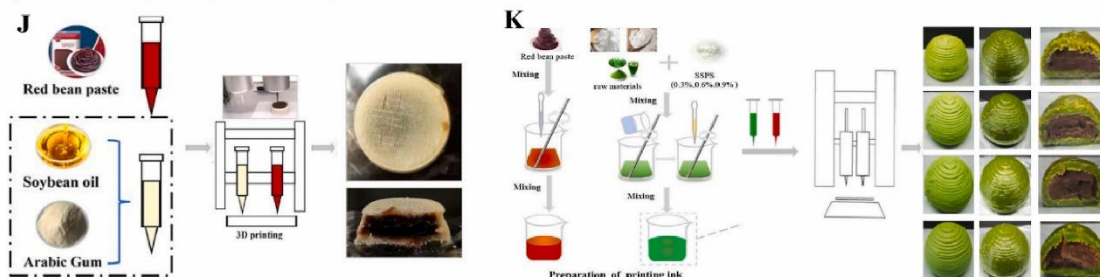 J
Red bean paste
Soybean oil
Arabic Gum
3D printing
K
Red bean paste
raw materials
SSPS
(0.3%,0.6%,0.9%)
Mixing
Mixing
Mixing
Mixing
Preparation of printing ink